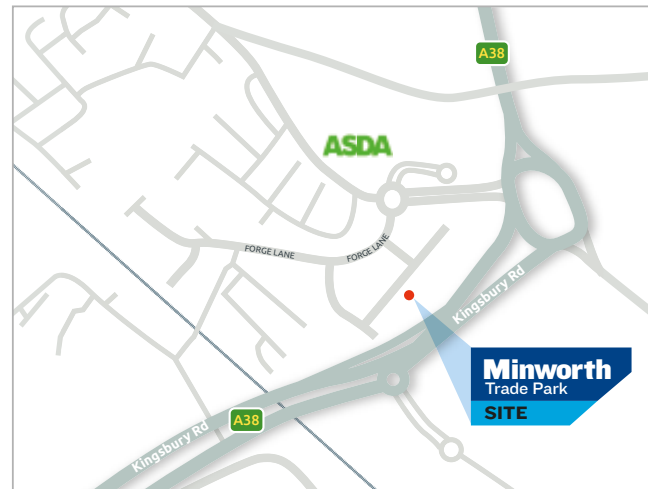 A38
ASDA
FORGE LANE
FORGE LANE
Kingsbury Rd
Minworth
Trade Park
SITE
A38
Kingsbury Rd